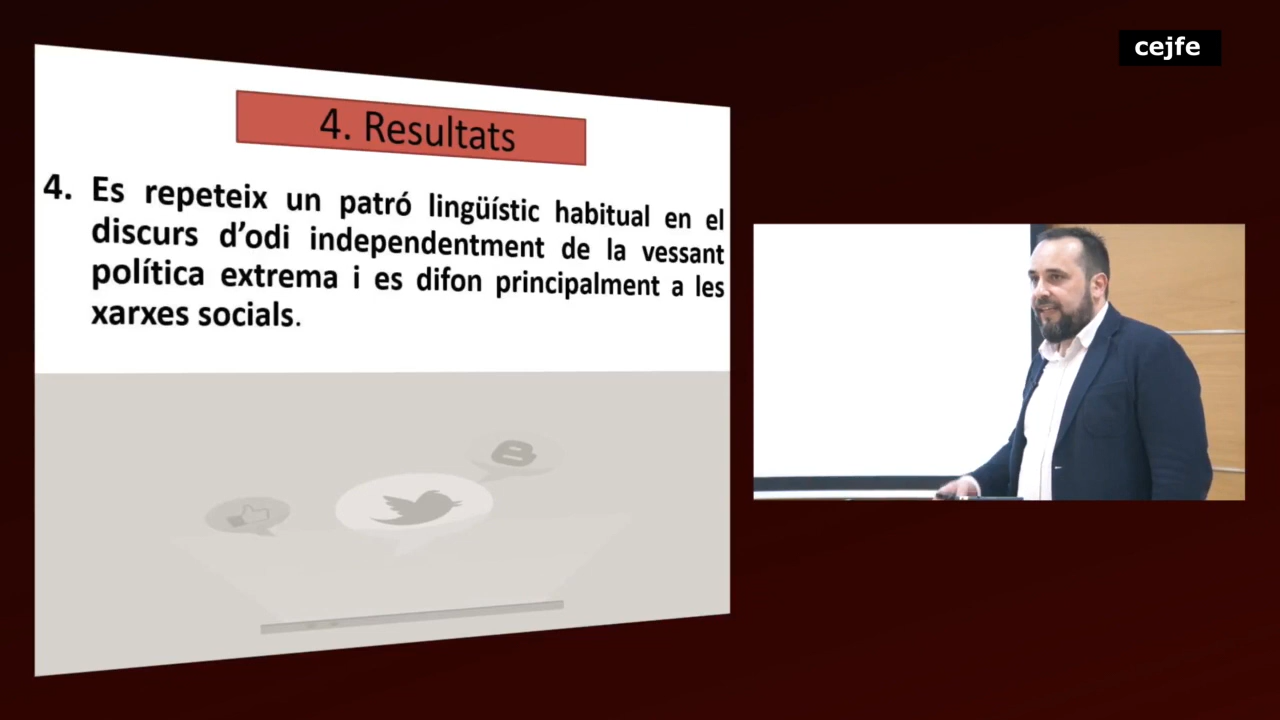 cejfe
4. Resultats
4. Es repeteix un patró lingüístic habitual en el
discurs d’odi independentment de la vessant
política extrema i es difon principalment a les
xarxes socials.